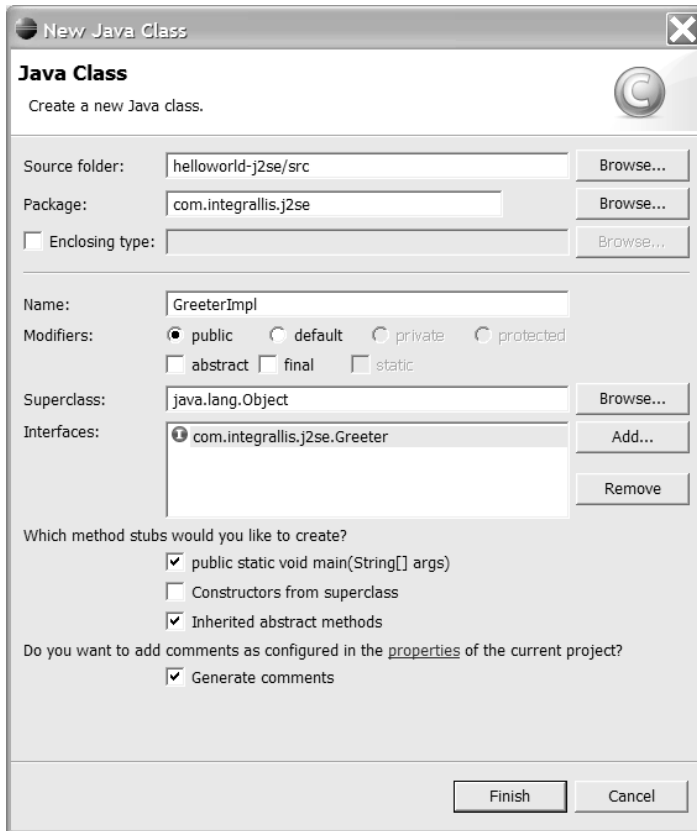 New Java Class
Java Class
Create a new Java class.
C
Source folder: helloworld-j2se/src Browse...
Package: com.integrallis.j2se Browse...
Enclosing type: Browse...
Name: GreeterImpl
Modifiers: public default private protected
abstract final static
Superclass: java.lang.Object Browse...
Interfaces: I com.integrallis.j2se.Greeter Add...
Remove
Which method stubs would you like to create?
public static void main(String[] args)
Constructors from superclass
Inherited abstract methods
Do you want to add comments as configured in the properties of the current project?
Generate comments
Finish Cancel